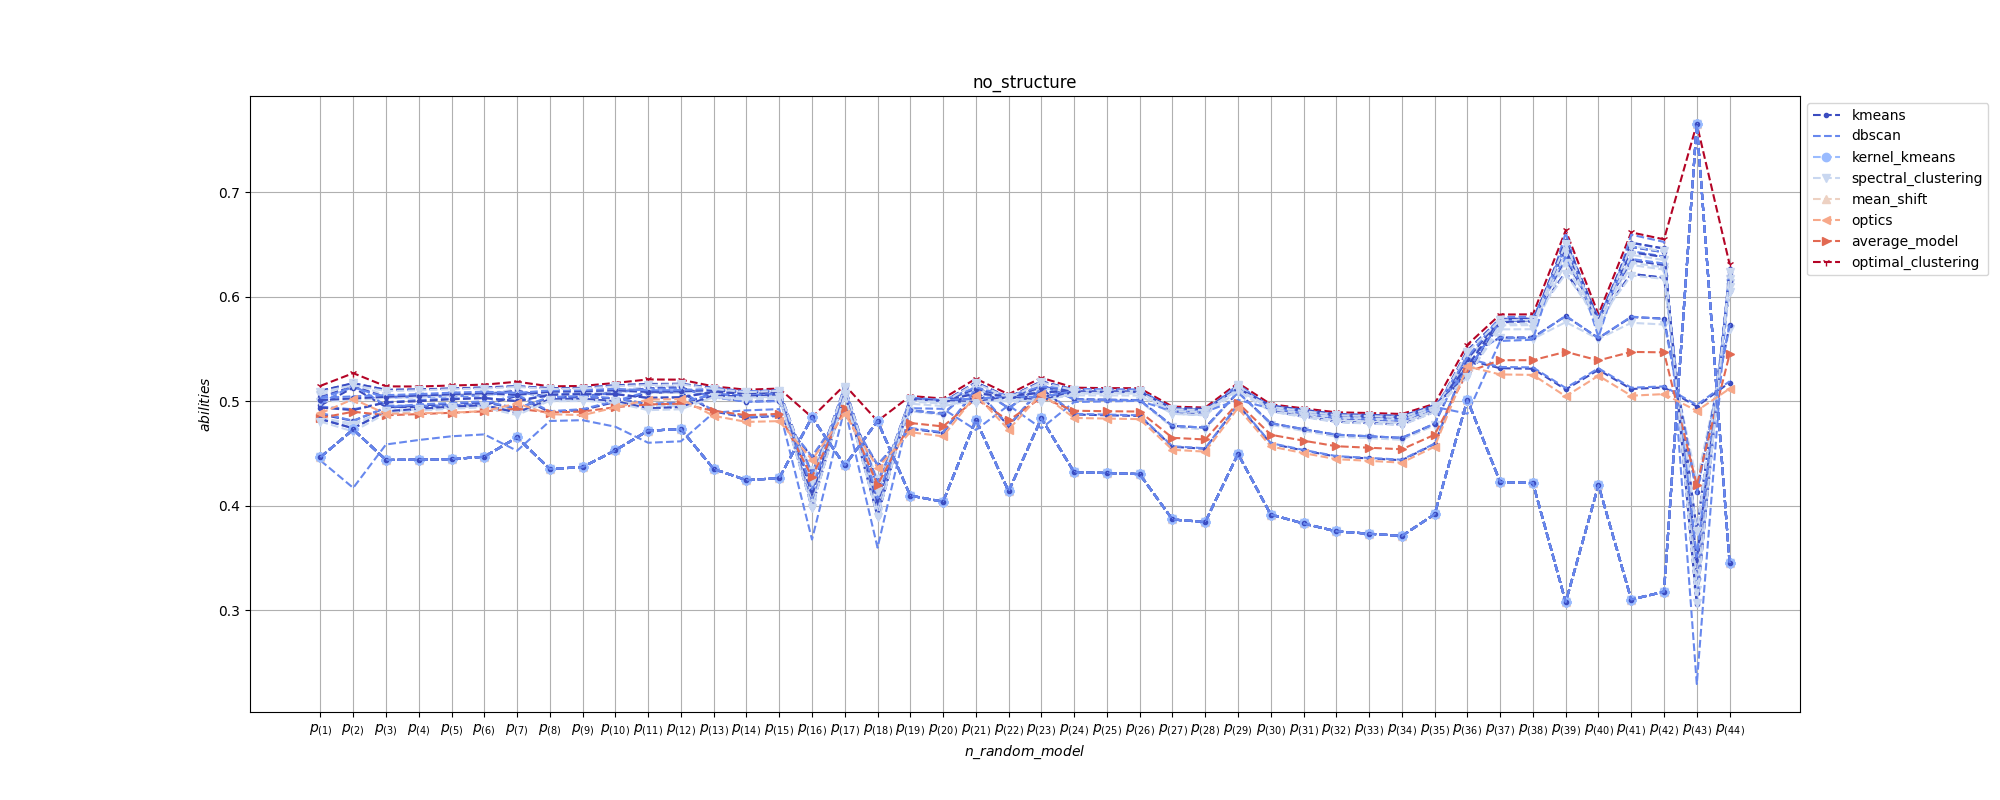 no_structure
kmeans
dbscan
kernel_kmeans
spectral_clustering
mean_shift
optics
average_model
optimal_clustering
abilities
0.7
0.6
0.5
0.4
0.3
p(1) p(2) p(3) p(4) p(5) p(6) p(7) p(8) p(9) p(10) p(11) p(12) p(13) p(14) p(15) p(16) p(17) p(18) p(19) p(20) p(21) p(22) p(23) p(24) p(25) p(26) p(27) p(28) p(29) p(30) p(31) p(32) p(33) p(34) p(35) p(36) p(37) p(38) p(39) p(40) p(41) p(42) p(43) p(44)
n_random_model